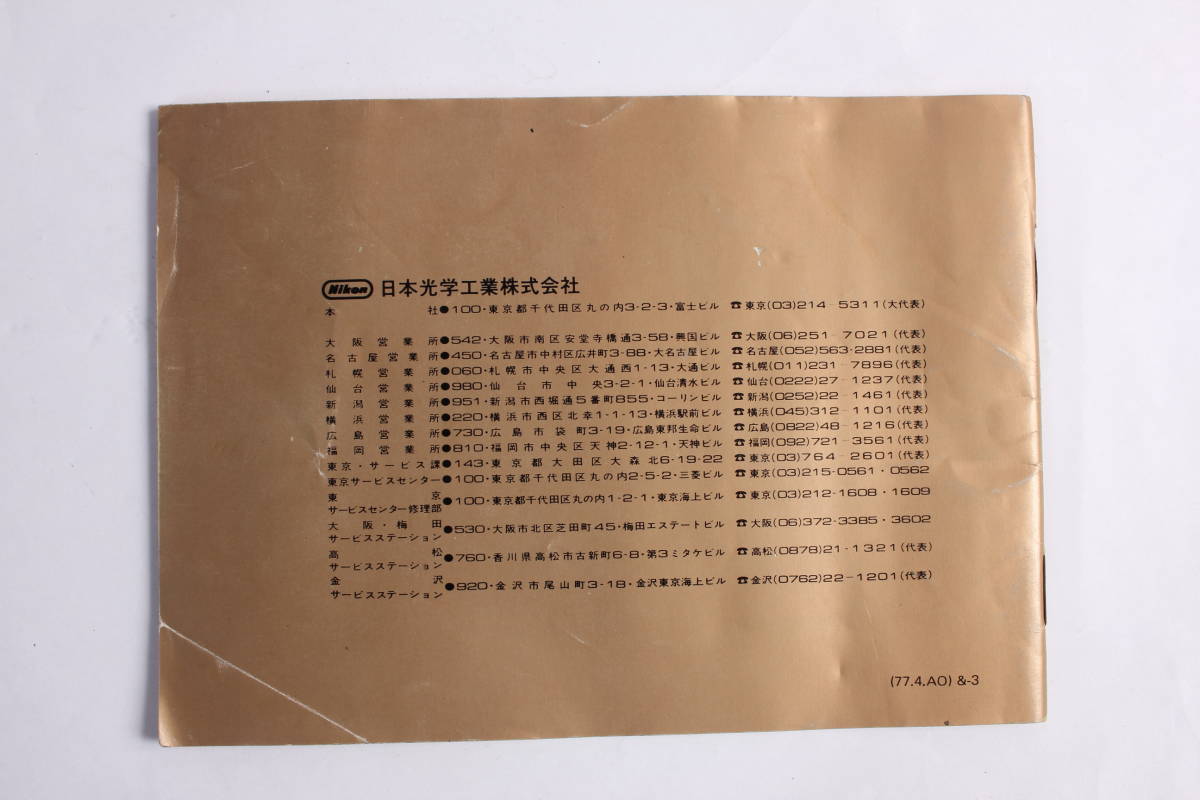 Nikon 日本光学工業株式会社
本社●100・東京都千代田区丸の内3-2-3・富士ビル ☎東京(03)214-5311(大代表)
大阪営業所●542・大阪市南区安堂寺橋通3-58・興国ビル ☎大阪(06)251-7021(代表)
名古屋営業所●450・名古屋市中村区広井町3-88・大名古屋ビル ☎名古屋(052)563-2881(代表)
札幌営業所●060・札幌市中央区大通西1-13・大通ビル ☎札幌(011)231-7896(代表)
仙台営業所●980・仙台市中央3-2-1・仙台清水ビル ☎仙台(0222)27-1237(代表)
新潟営業所●951・新潟市西堀通5番町855・コーリンビル ☎新潟(0252)22-1461(代表)
横浜営業所●220・横浜市西区北幸1-1-13・横浜駅前ビル ☎横浜(045)312-1101(代表)
広島営業所●730・広島市袋町3-19・広島東邦生命ビル ☎広島(0822)48-1216(代表)
福岡営業所●810・福岡市中央区天神2-12-1・天神ビル ☎福岡(092)721-3561(代表)
東京・サービス課●143・東京都大田区大森北6-19-22 ☎東京(03)764-2601(代表)
東京サービスセンター●100・東京都千代田区丸の内2-5-2・三菱ビル ☎東京(03)215-0561・0562
東京
サービスセンター修理部●100・東京都千代田区丸の内1-2-1・東京海上ビル ☎東京(03)212-1608・1609
大阪・梅田
サービスステーション●530・大阪市北区芝田町45・梅田エステートビル ☎大阪(06)372-3385・3602
高松
サービスステーション●760・香川県高松市古新町6-8・第3ミタケビル ☎高松(0878)21-1321(代表)
金沢
サービスステーション●920・金沢市尾山町3-18・金沢東京海上ビル ☎金沢(0762)22-1201(代表)
(77.4.AO) &-3